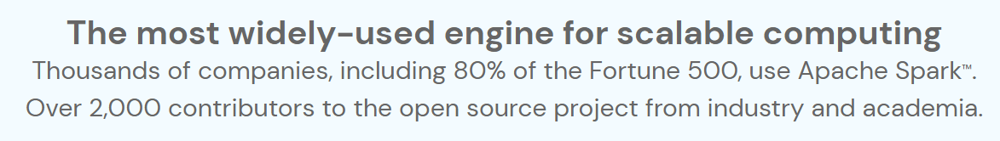 The most widely-used engine for scalable computing
Thousands of companies, including 80% of the Fortune 500, use Apache Spark™.
Over 2,000 contributors to the open source project from industry and academia.